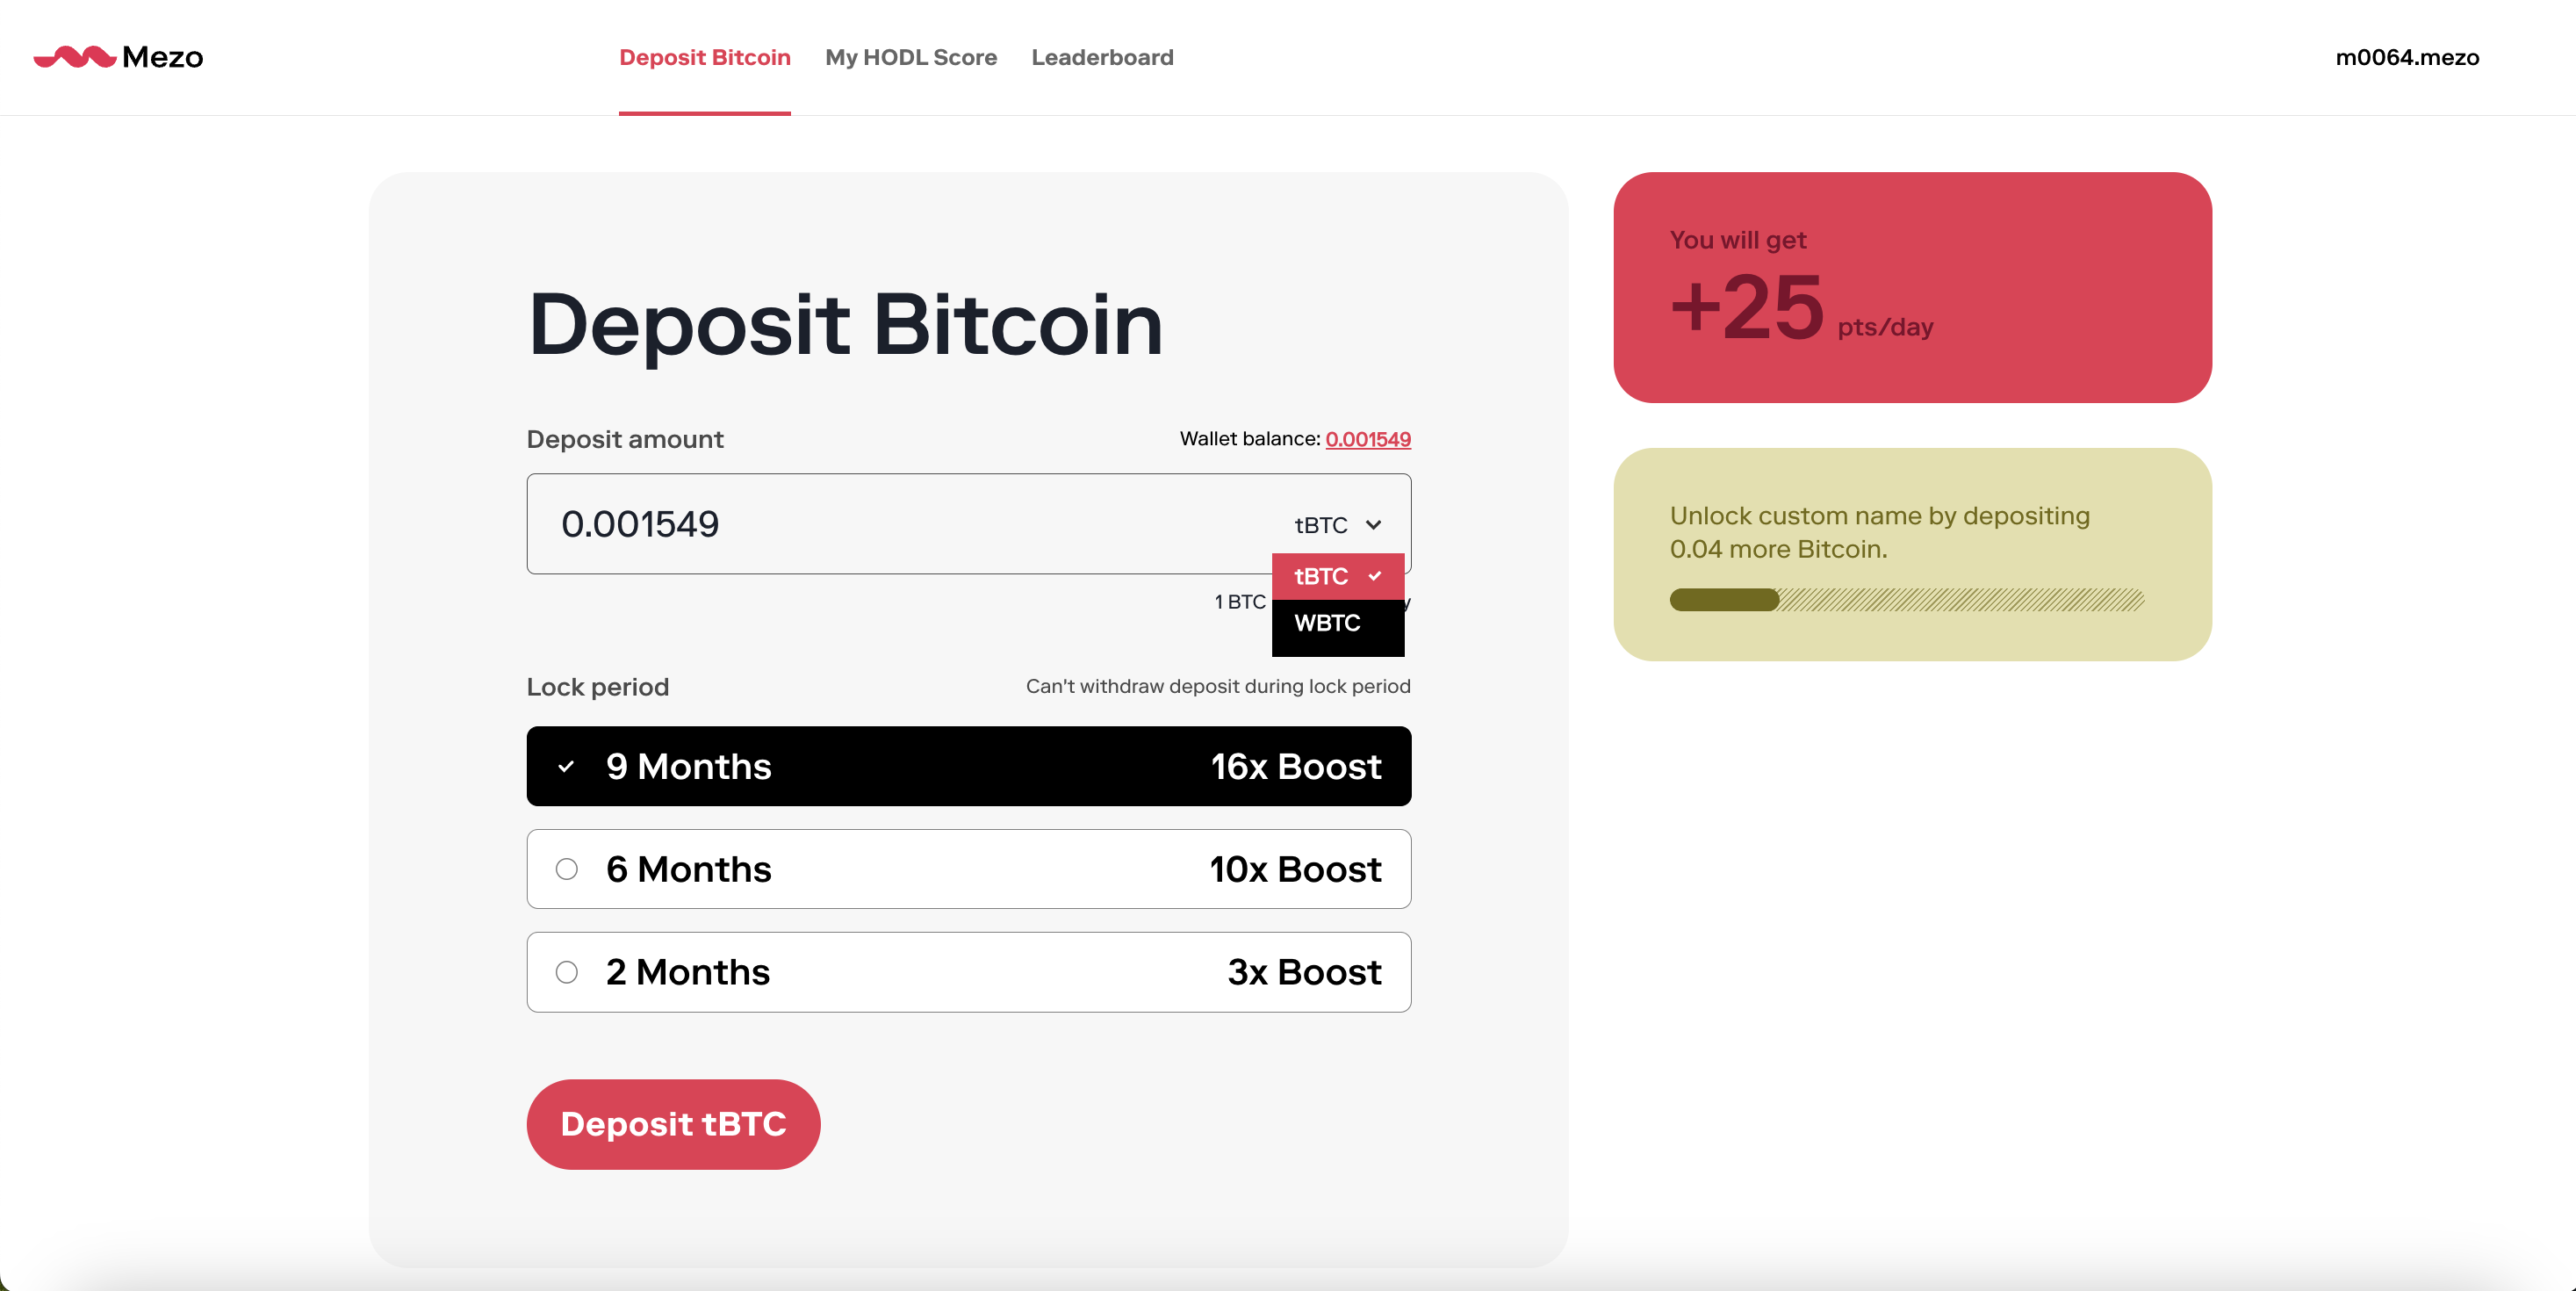 Mezo
Deposit Bitcoin
My HODL Score
Leaderboard
m0064.mezo
Deposit Bitcoin
Deposit amount
Wallet balance: 0.001549
0.001549
tBTC
tBTC
WBTC
1 BTC
Lock period
Can't withdraw deposit during lock period
9 Months
16x Boost
6 Months
10x Boost
2 Months
3x Boost
Deposit tBTC
You will get
+25 pts/day
Unlock custom name by depositing
0.04 more Bitcoin.